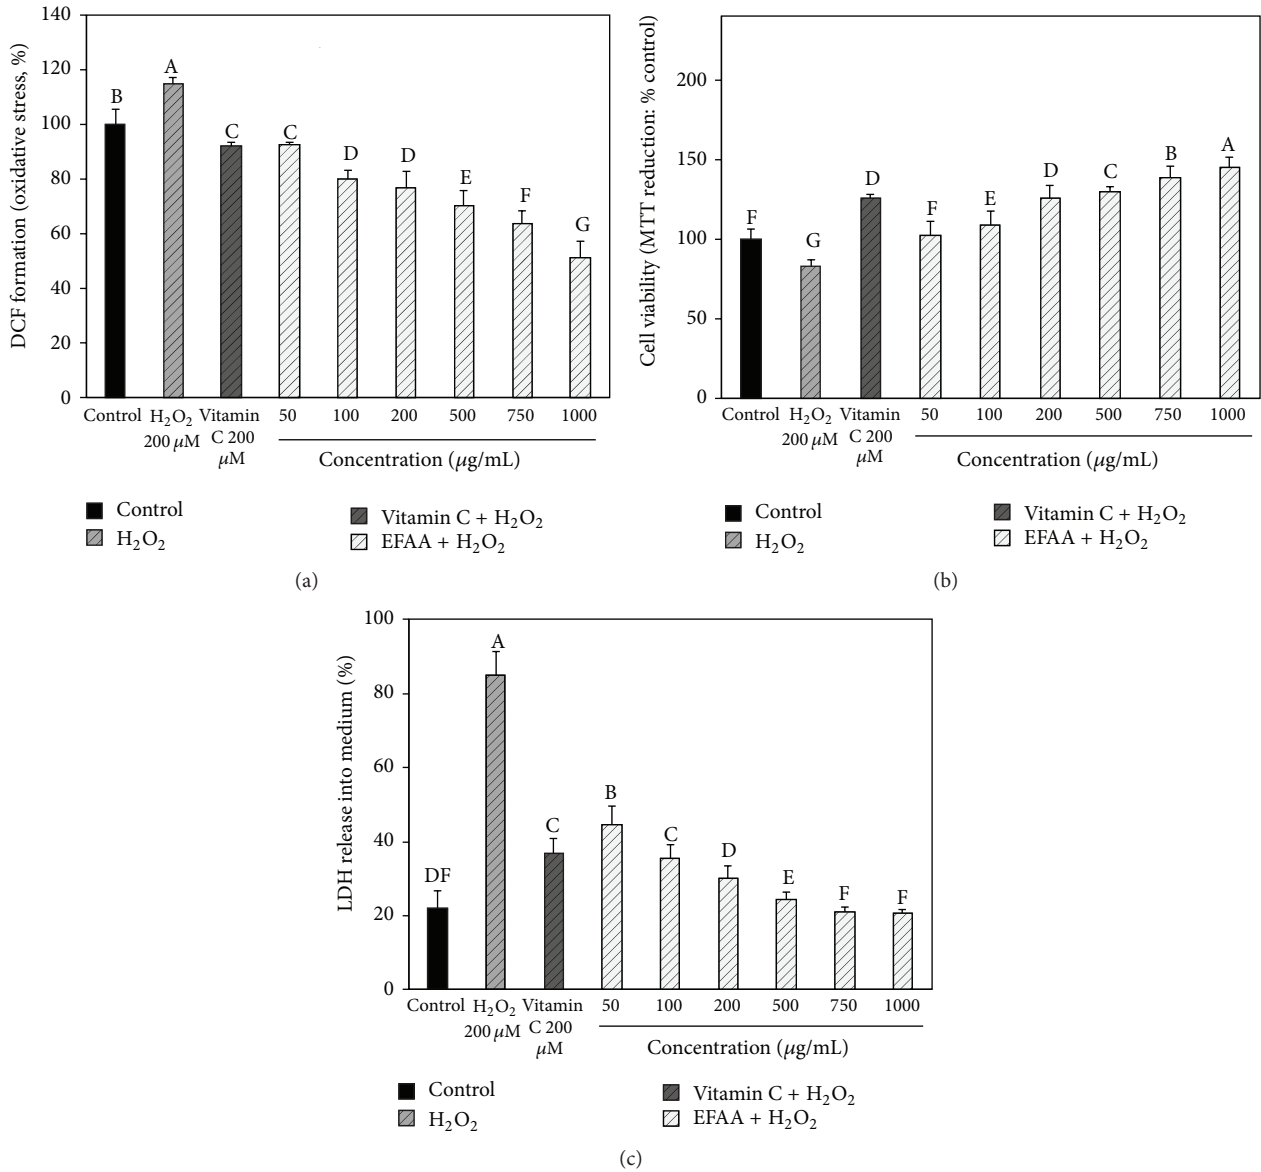 DCF formation (oxidative stress, %)
140
120
100
80
60
40
20
0
B
A
C
C
D
D
E
F
G
Control
H₂O₂
200 μM
Vitamin
C 200
μM
50
100
200
500
750
1000
Concentration (μg/mL)
Control
H₂O₂
Vitamin C + H₂O₂
EFAA + H₂O₂
(a)
Cell viability (MTT reduction: % control)
200
150
100
50
0
F
G
D
F
E
D
C
B
A
Control
H₂O₂
200 μM
Vitamin
C 200
μM
50
100
200
500
750
1000
Concentration (μg/mL)
Control
H₂O₂
Vitamin C + H₂O₂
EFAA + H₂O₂
(b)
LDH release into medium (%)
100
80
60
40
20
0
DF
A
C
B
C
D
E
F
F
Control
H₂O₂
200 μM
Vitamin
C 200
μM
50
100
200
500
750
1000
Concentration (μg/mL)
Control
H₂O₂
Vitamin C + H₂O₂
EFAA + H₂O₂
(c)